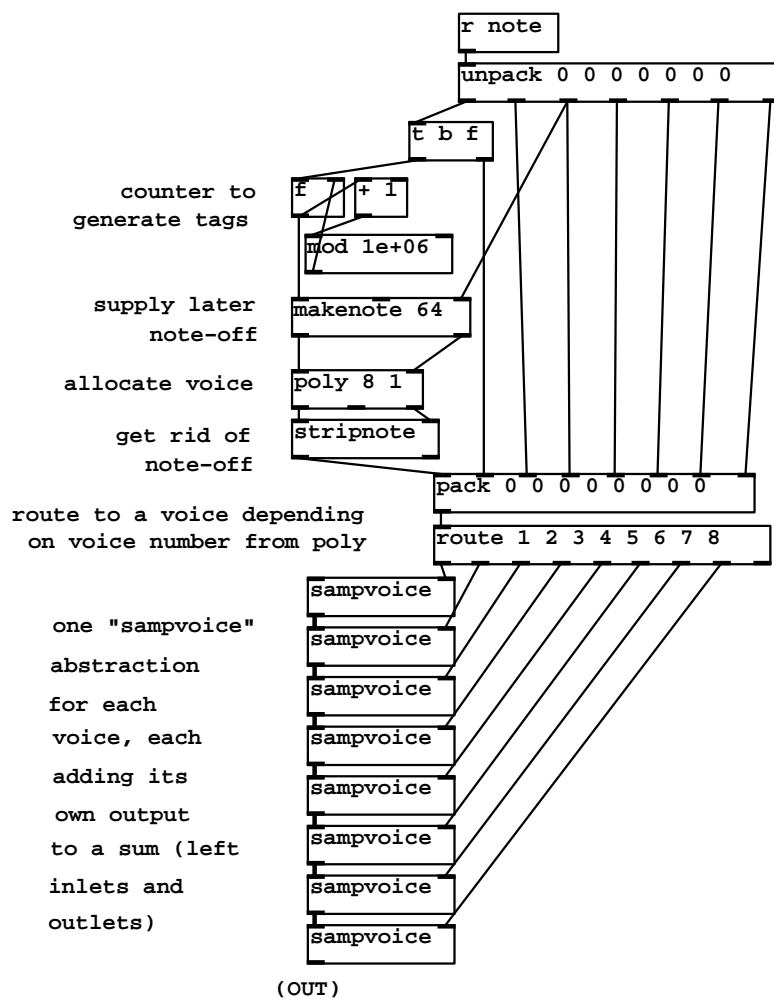 r note
unpack 0 0 0 0 0 0 0
t b f
counter to
generate tags
f
+ 1
mod 1e+06
supply later
note-off
makenote 64
allocate voice
poly 8 1
get rid of
note-off
stripnote
pack 0 0 0 0 0 0 0 0
route to a voice depending
on voice number from poly
route 1 2 3 4 5 6 7 8
sampvoice
one "sampvoice"
sampvoice
abstraction
sampvoice
for each
voice, each
sampvoice
adding its
sampvoice
own output
to a sum (left
sampvoice
inlets and
sampvoice
outlets)
sampvoice
(OUT)